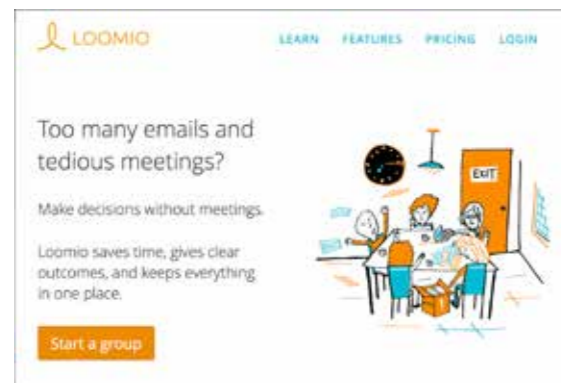 LOOMIO
LEARN FEATURES PRICING LOGIN
Too many emails and
tedious meetings?
EXIT
Make decisions without meetings.
Loomio saves time, gives clear
outcomes, and keeps everything
in one place.
Start a group